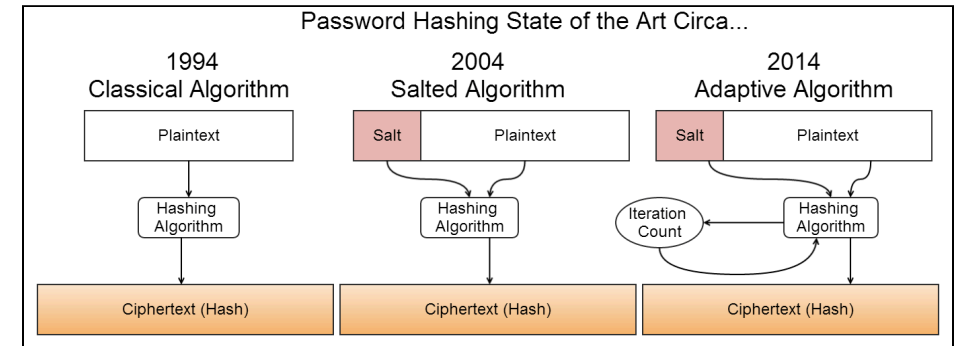 Password Hashing State of the Art Circa...
1994
Classical Algorithm
Plaintext
Hashing
Algorithm
Ciphertext (Hash)
2004
Salted Algorithm
Salt
Plaintext
Hashing
Algorithm
Ciphertext (Hash)
2014
Adaptive Algorithm
Salt
Plaintext
Iteration
Count
Hashing
Algorithm
Ciphertext (Hash)